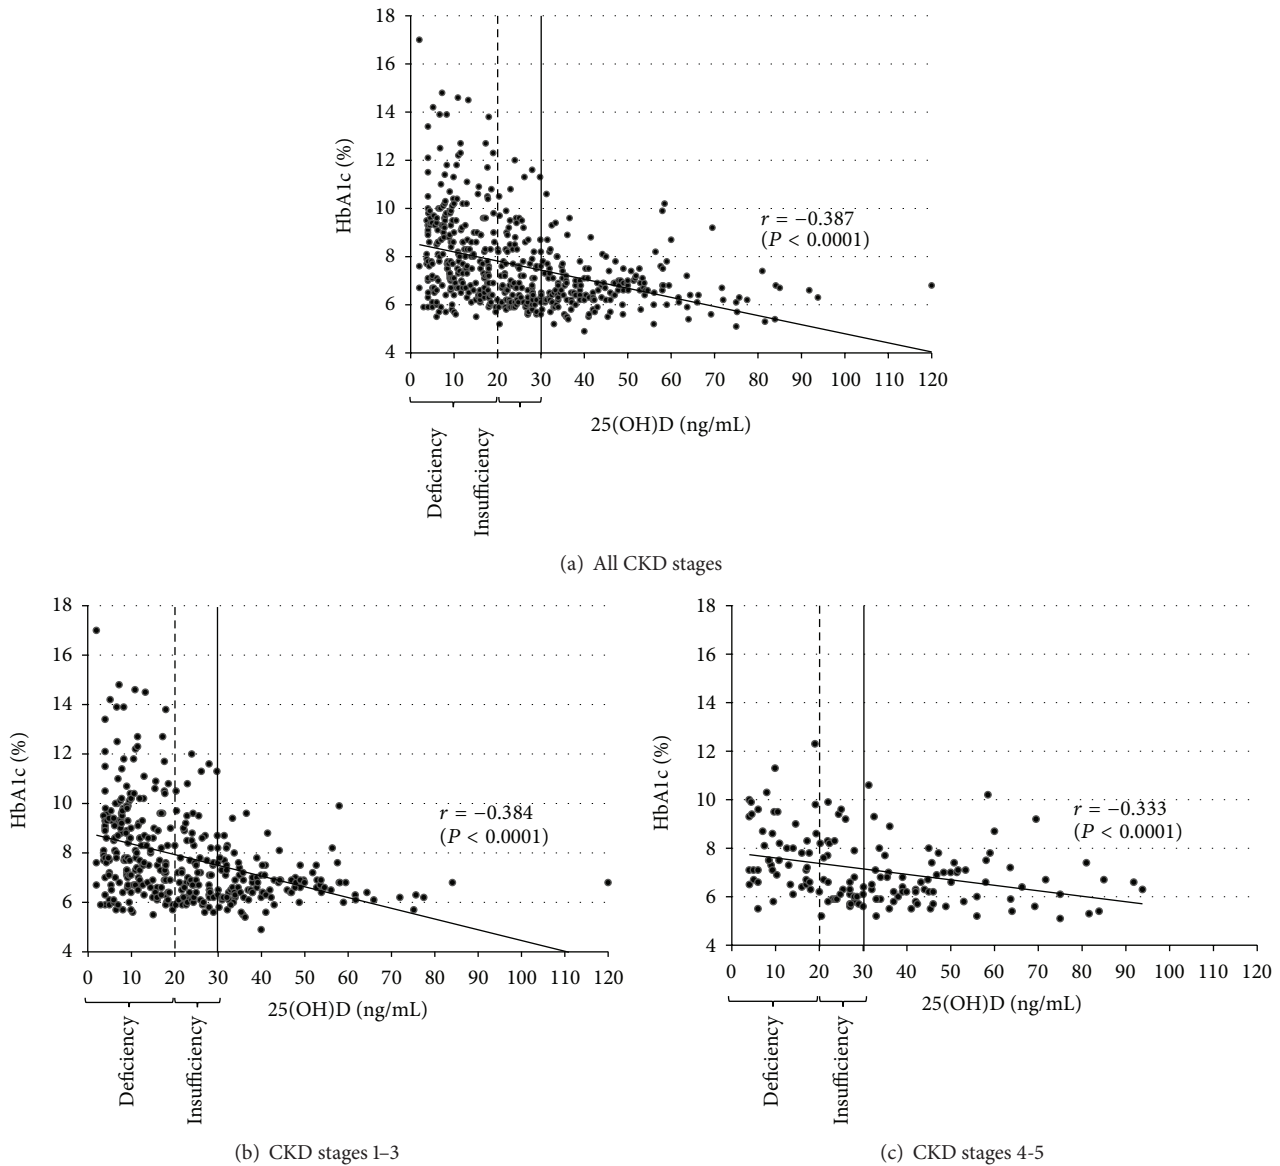 18
16
14
12
10
8
6
4
HbA1c (%)
r = −0.387
(P < 0.0001)
0 10 20 30 40 50 60 70 80 90 100 110 120
25(OH)D (ng/mL)
Deficiency
Insufficiency
(a) All CKD stages
18
16
14
12
10
8
6
4
HbA1c (%)
r = −0.384
(P < 0.0001)
0 10 20 30 40 50 60 70 80 90 100 110 120
25(OH)D (ng/mL)
Deficiency
Insufficiency
(b) CKD stages 1–3
18
16
14
12
10
8
6
4
HbA1c (%)
r = −0.333
(P < 0.0001)
0 10 20 30 40 50 60 70 80 90 100 110 120
25(OH)D (ng/mL)
Deficiency
Insufficiency
(c) CKD stages 4-5